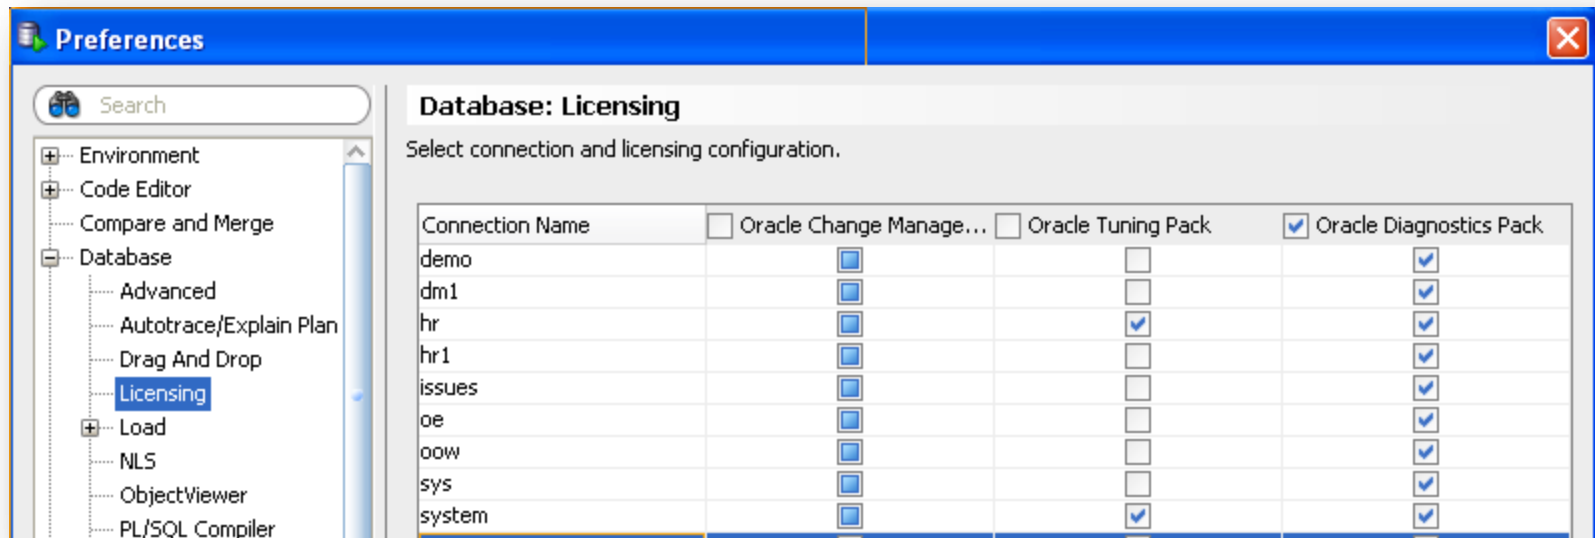 Preferences
Search
Environment
Code Editor
Compare and Merge
Database
Advanced
Autotrace/Explain Plan
Drag And Drop
Licensing
Load
NLS
ObjectViewer
PL/SQL Compiler
Database: Licensing
Select connection and licensing configuration.
Connection Name Oracle Change Manage... Oracle Tuning Pack Oracle Diagnostics Pack
demo
dm1
hr
hr1
issues
oe
oow
sys
system